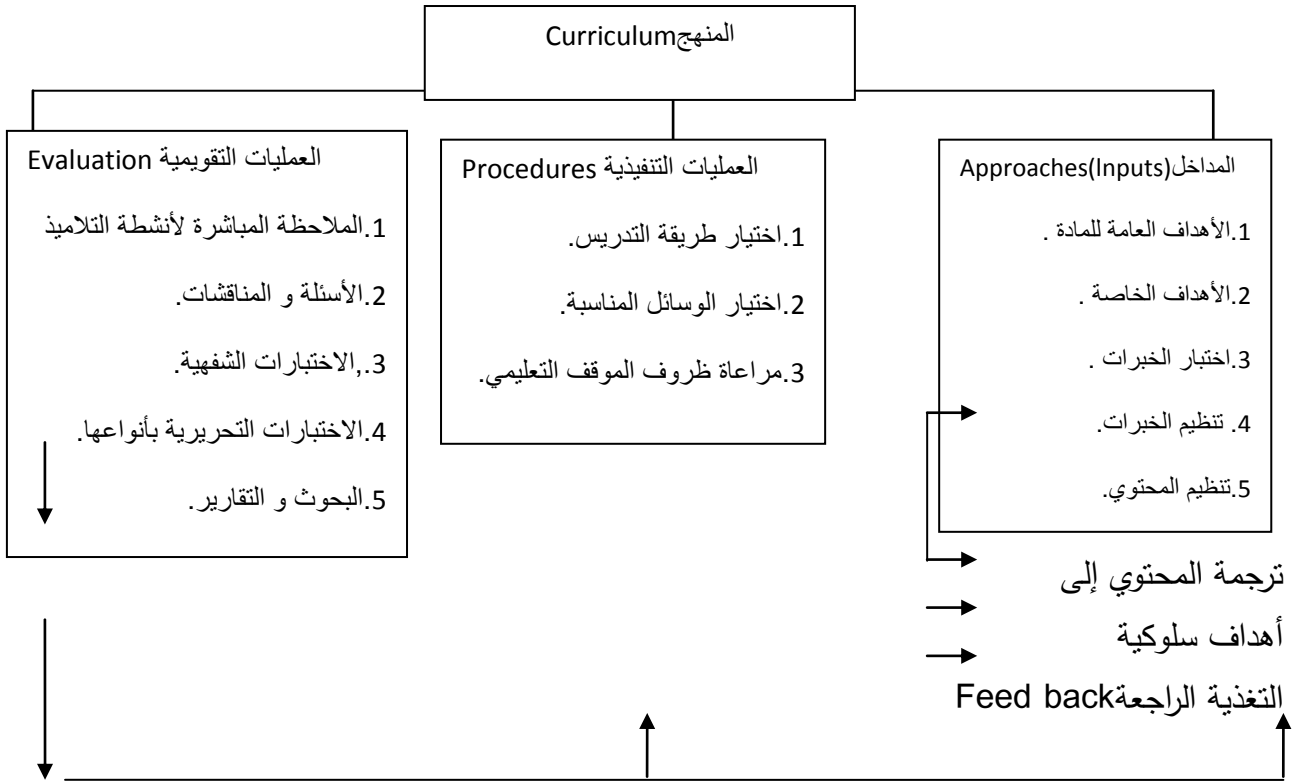 المنهجCurriculum
المداخل(Inputs)Approaches
1.الأهداف العامة للمادة .
2.الأهداف الخاصة .
3.اختبار الخبرات .
4. تنظيم الخبرات.
5.تنظيم المحتوي.
العمليات التنفيذية Procedures
1.اختيار طريقة التدريس.
2.اختيار الوسائل المناسبة.
3.مراعاة ظروف الموقف التعليمي.
العمليات التقويمية Evaluation
1.الملاحظة المباشرة لأنشطة التلاميذ
2.الأسئلة و المناقشات.
3.,الاختبارات الشفهية.
4.الاختبارات التحريرية بأنواعها.
5.البحوث و التقارير.
ترجمة المحتوي إلى
أهداف سلوكية
التغذية الراجعةFeed back